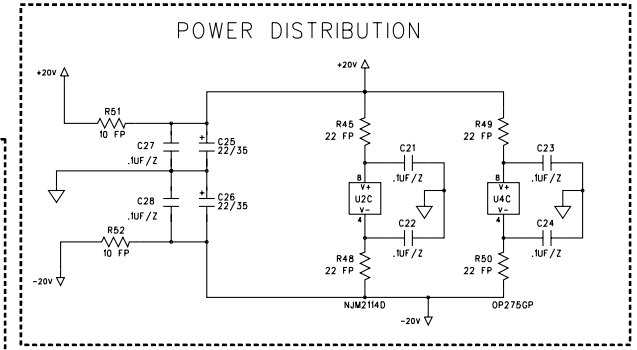 POWER DISTRIBUTION
+20V
+20V
R51
10 FP
C27
.1UF/Z
+
C25
22/35
R45
22 FP
C21
.1UF/Z
R49
22 FP
C23
.1UF/Z
8
V+
U2C
V-
4
8
V+
U4C
V-
4
C28
.1UF/Z
+
C26
22/35
C22
.1UF/Z
C24
.1UF/Z
R52
10 FP
-20V
R48
22 FP
R50
22 FP
NJM2114D
OP275GP
-20V